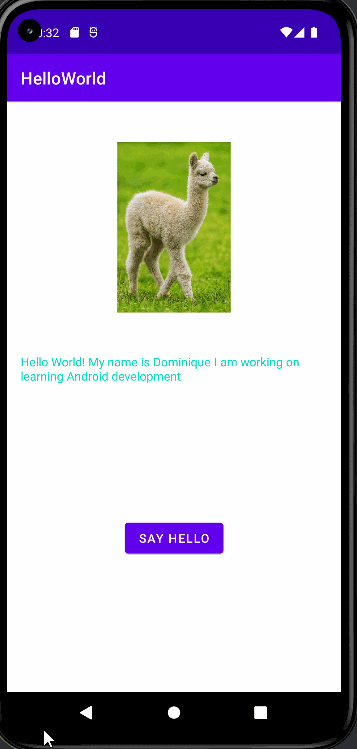 :32
HelloWorld
Hello World! My name is Dominique I am working on
learning Android development
SAY HELLO